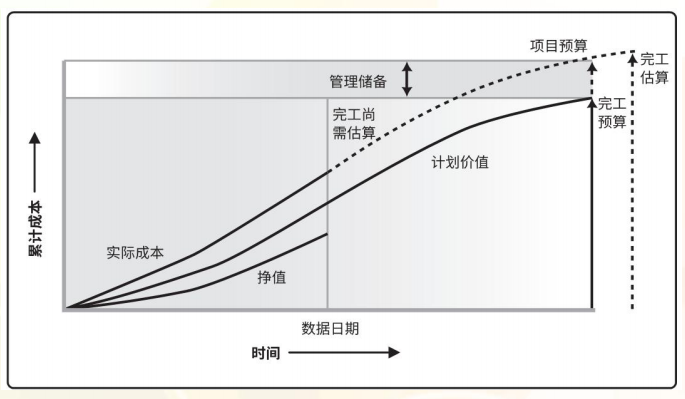 项目预算
完工
估算
管理储备
完工
预算
完工尚
需估算
计划价值
累计成本
实际成本
挣值
数据日期
时间